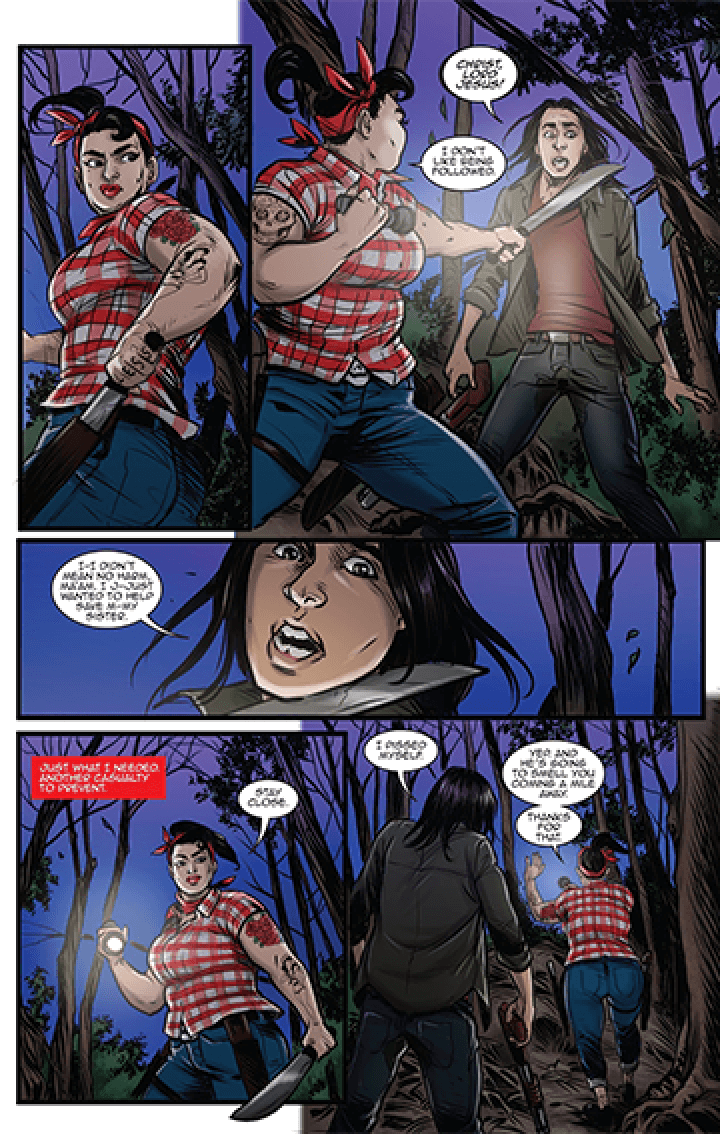 CHRIST,
LORD
JESUS!
I DON'T
LIKE BEING
FOLLOWED.
I-I DIDN'T
MEAN NO HARM,
MA'AM. I J-JUST
WANTED TO HELP
SAVE M-MY
SISTER.
JUST WHAT I NEEDED.
ANOTHER CASUALTY
TO PREVENT.
STAY
CLOSE.
I PISSED
MYSELF.
YEP. AND
HE'S GOING
TO SMELL YOU
COMING A MILE
AWAY.
THANKS
FOR
THAT.